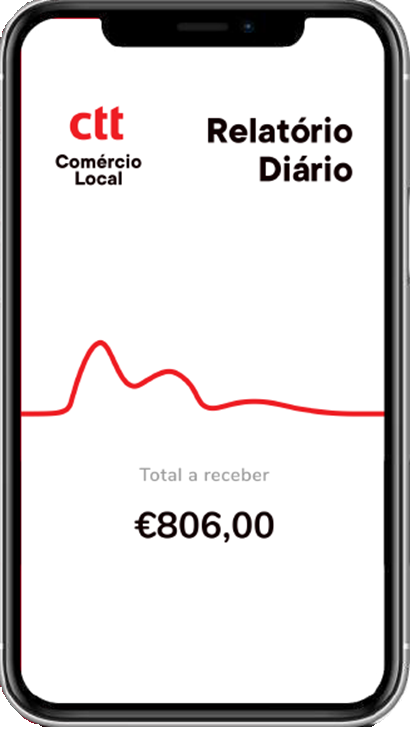 ctt
Comércio
Local
Relatório
Diário
Total a receber
€806,00